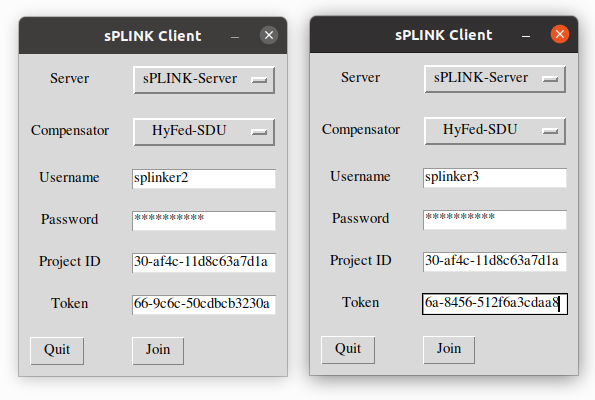 sPLINK Client
Server sPLINK-Server
Compensator HyFed-SDU
Username splinker2
Password **********
Project ID 30-af4c-11d8c63a7d1a
Token 66-9c6c-50cdbcb3230a
Quit Join
sPLINK Client
Server sPLINK-Server
Compensator HyFed-SDU
Username splinker3
Password **********
Project ID 30-af4c-11d8c63a7d1a
Token 6a-8456-512f6a3cdaa8
Quit Join